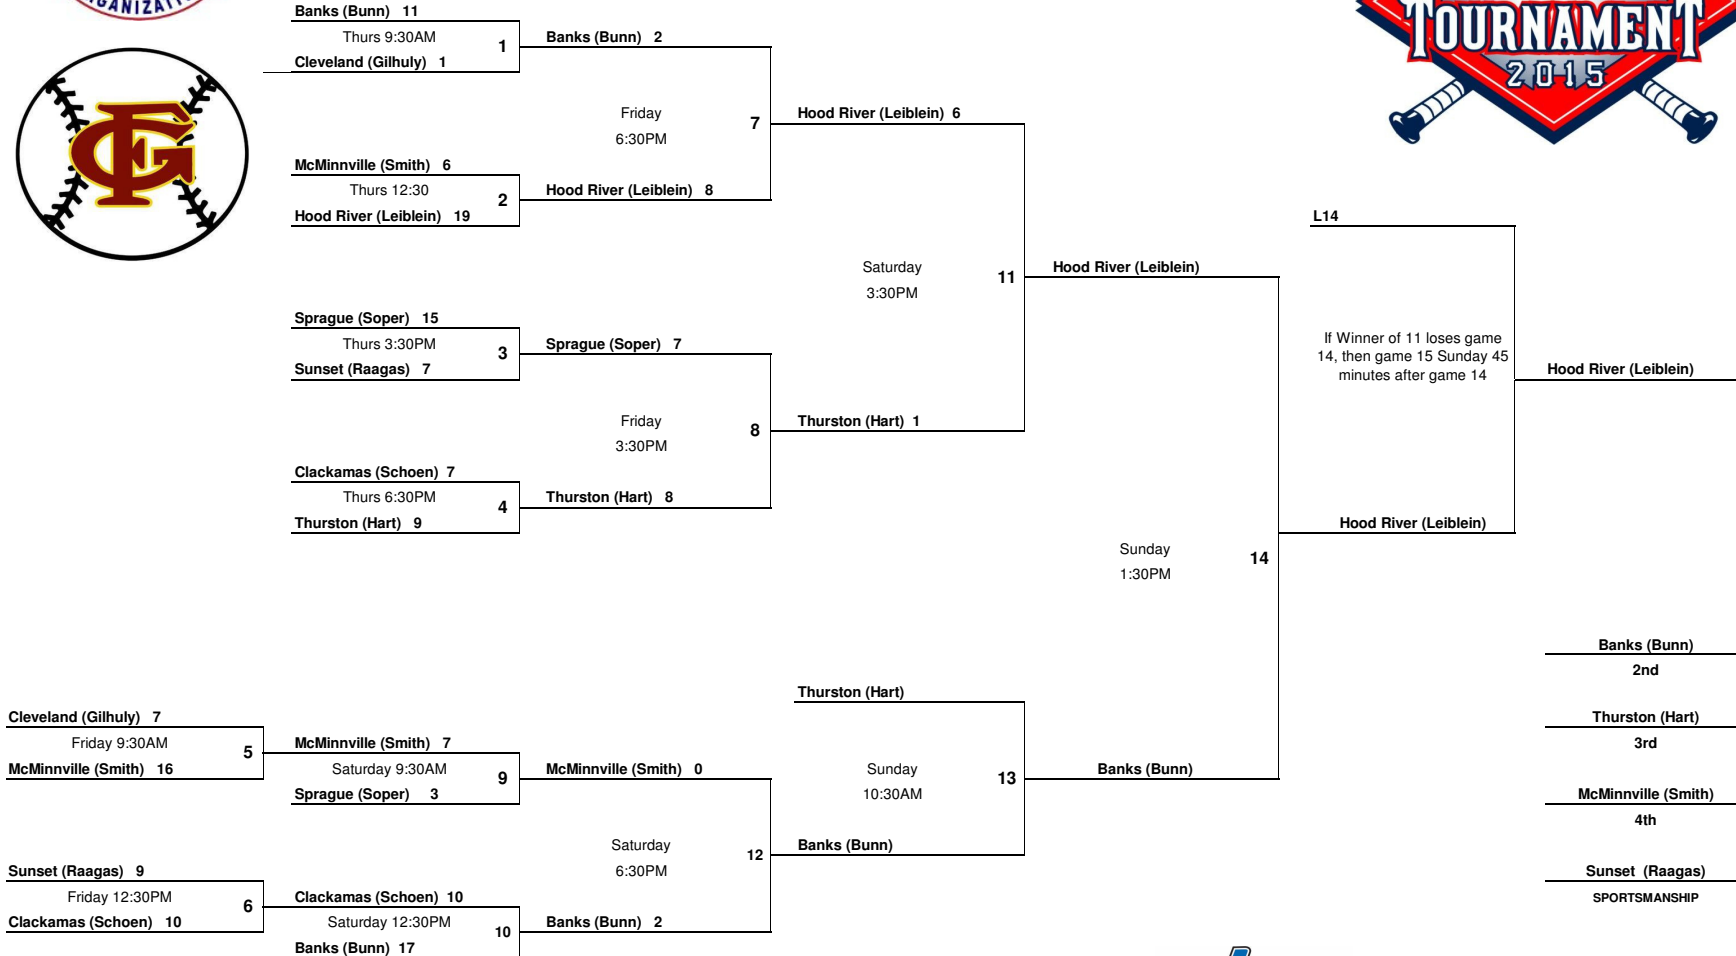 GANIZATIO
TOURNAMENT
2015
GF
Banks (Bunn) 11
Thurs 9:30AM
1
Cleveland (Gilhuly) 1
Banks (Bunn) 2
Friday
6:30PM
7
McMinnville (Smith) 6
Thurs 12:30
2
Hood River (Leiblein) 19
Hood River (Leiblein) 8
Hood River (Leiblein) 6
Saturday
3:30PM
11
Sprague (Soper) 15
Thurs 3:30PM
3
Sunset (Raagas) 7
Sprague (Soper) 7
Friday
3:30PM
8
Clackamas (Schoen) 7
Thurs 6:30PM
4
Thurston (Hart) 9
Thurston (Hart) 8
Thurston (Hart) 1
Hood River (Leiblein)
Sunday
1:30PM
14
L14
If Winner of 11 loses game
14, then game 15 Sunday 45
minutes after game 14
Hood River (Leiblein)
Hood River (Leiblein)
Cleveland (Gilhuly) 7
Friday 9:30AM
5
McMinnville (Smith) 16
McMinnville (Smith) 7
Saturday 9:30AM
9
Sprague (Soper) 3
McMinnville (Smith) 0
Saturday
6:30PM
12
Sunset (Raagas) 9
Friday 12:30PM
6
Clackamas (Schoen) 10
Clackamas (Schoen) 10
Saturday 12:30PM
10
Banks (Bunn) 17
Banks (Bunn) 2
Thurston (Hart)
Sunday
10:30AM
13
Banks (Bunn)
Banks (Bunn)
Banks (Bunn)
2nd
Thurston (Hart)
3rd
McMinnville (Smith)
4th
Sunset (Raagas)
SPORTSMANSHIP